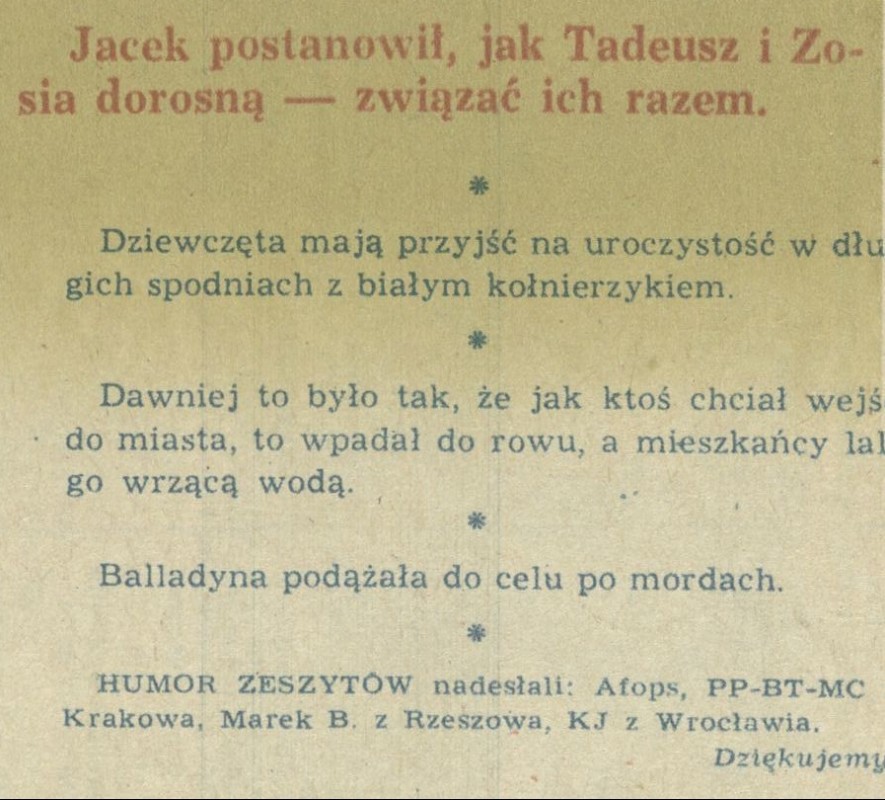 Jacek postanowił, jak Tadeusz i Zo-
sia dorosną — związać ich razem.
*
Dziewczęta mają przyjść na uroczystość w dłu
gich spodniach z białym kołnierzykiem.
*
Dawniej to było tak, że jak ktoś chciał wejś
do miasta, to wpadał do rowu, a mieszkańcy lal
go wrzącą wodą.
*
Balladyna podążała do celu po mordach.
*
HUMOR ZESZYTÓW nadesłali: Afops, PP-BT-MC
Krakowa, Marek B. z Rzeszowa, KJ z Wrocławia.
Dziękujemy